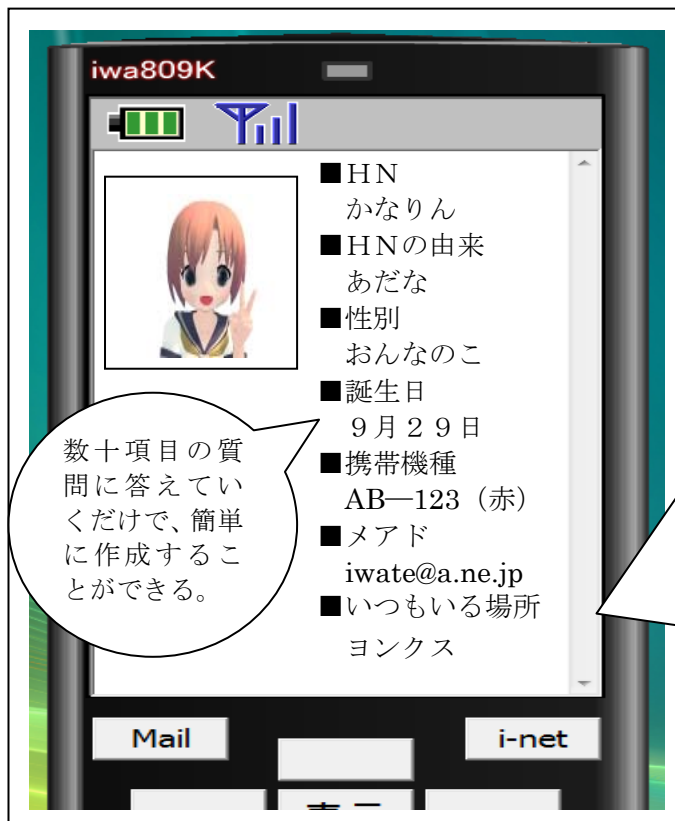 iwa809K
■ＨＮ
かなりん
■ＨＮの由来
あだな
■性別
おんなのこ
■誕生日
９月２９日
■携帯機種
AB―123（赤）
■メアド
iwate@a.ne.jp
■いつもいる場所
ヨンクス
数十項目の質
問に答えてい
くだけで、簡単
に作成するこ
とができる。
Mail
i-net